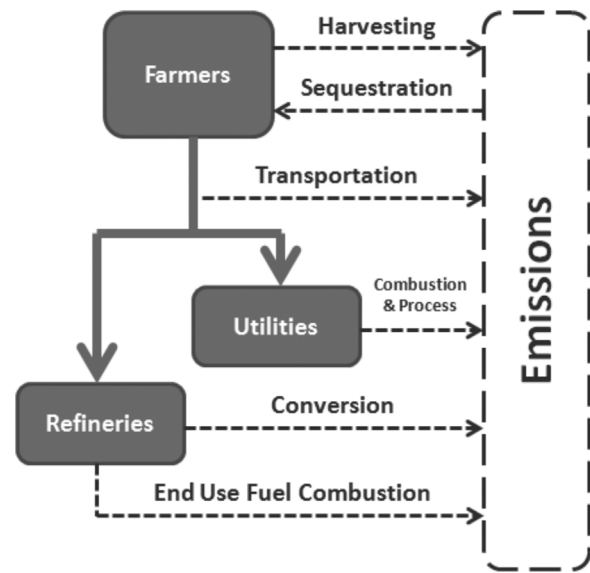 Harvesting
Farmers
Sequestration
Transportation
Combustion
& Process
Utilities
Emissions
Conversion
Refineries
End Use Fuel Combustion